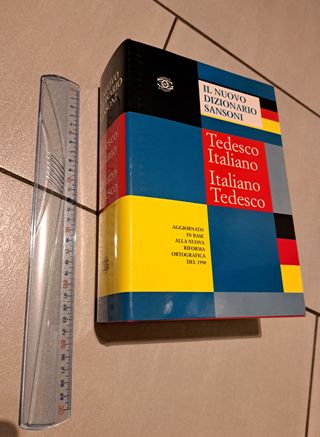 IL NUOVO
DIZIONARIO
SANSONI
Tedesco
Italiano
Italiano
Tedesco
AGGIORNATO
IN BASE
ALLA NUOVA
RIFORMA
ORTOGRAFICA
DEL 1998